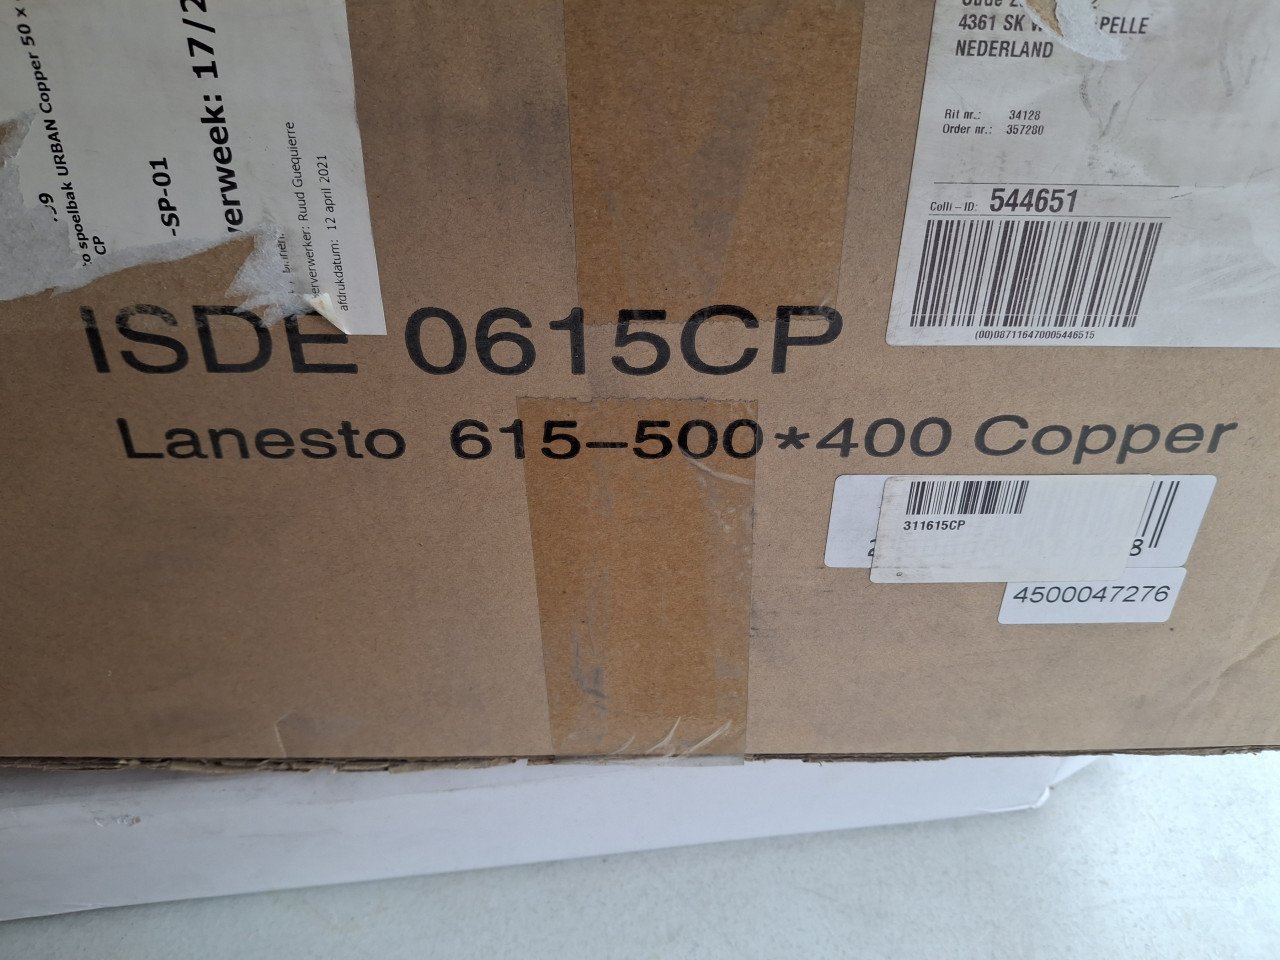 spoelbak URBAN Copper 50 x
CP
-SP-01
verweek: 17/2
erverwerker: Ruud Guequierre
afdrukdatum: 12 april 2021
4361 SK W PELLE
NEDERLAND
Rit nr.: 34128
Order nr.: 357280
Colli-ID: 544651
(00)087116470005446515
ISDE 0615CP
Lanesto 615-500*400 Copper
311615CP
8
4500047276